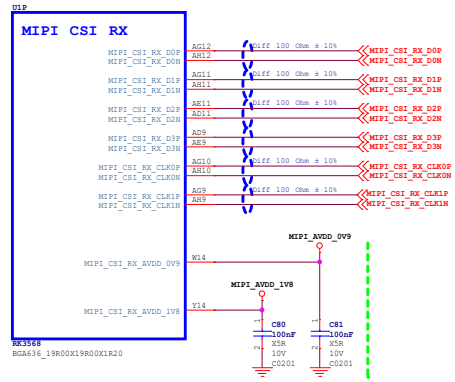 U1P
MIPI CSI RX
MIPI_CSI_RX_D0P AG12 Diff 100 Ohm ± 10% MIPI_CSI_RX_D0P
MIPI_CSI_RX_D0N AH12 MIPI_CSI_RX_D0N
MIPI_CSI_RX_D1P AG11 Diff 100 Ohm ± 10% MIPI_CSI_RX_D1P
MIPI_CSI_RX_D1N AH11 MIPI_CSI_RX_D1N
MIPI_CSI_RX_D2P AE11 Diff 100 Ohm ± 10% MIPI_CSI_RX_D2P
MIPI_CSI_RX_D2N AD11 MIPI_CSI_RX_D2N
MIPI_CSI_RX_D3P AD9 Diff 100 Ohm ± 10% MIPI_CSI_RX_D3P
MIPI_CSI_RX_D3N AE9 MIPI_CSI_RX_D3N
MIPI_CSI_RX_CLK0P AG10 Diff 100 Ohm ± 10% MIPI_CSI_RX_CLK0P
MIPI_CSI_RX_CLK0N AH10 MIPI_CSI_RX_CLK0N
MIPI_CSI_RX_CLK1P AG9 Diff 100 Ohm ± 10% MIPI_CSI_RX_CLK1P
MIPI_CSI_RX_CLK1N AH9 MIPI_CSI_RX_CLK1N
MIPI_AVDD_0V9
MIPI_CSI_RX_AVDD_0V9 W14
MIPI_AVDD_1V8
MIPI_CSI_RX_AVDD_1V8 Y14
1 C80 1 C81
100nF 100nF
2 X5R 2 X5R
10V 10V
C0201 C0201
RK3568
BGA636_19R00X19R00X1R20